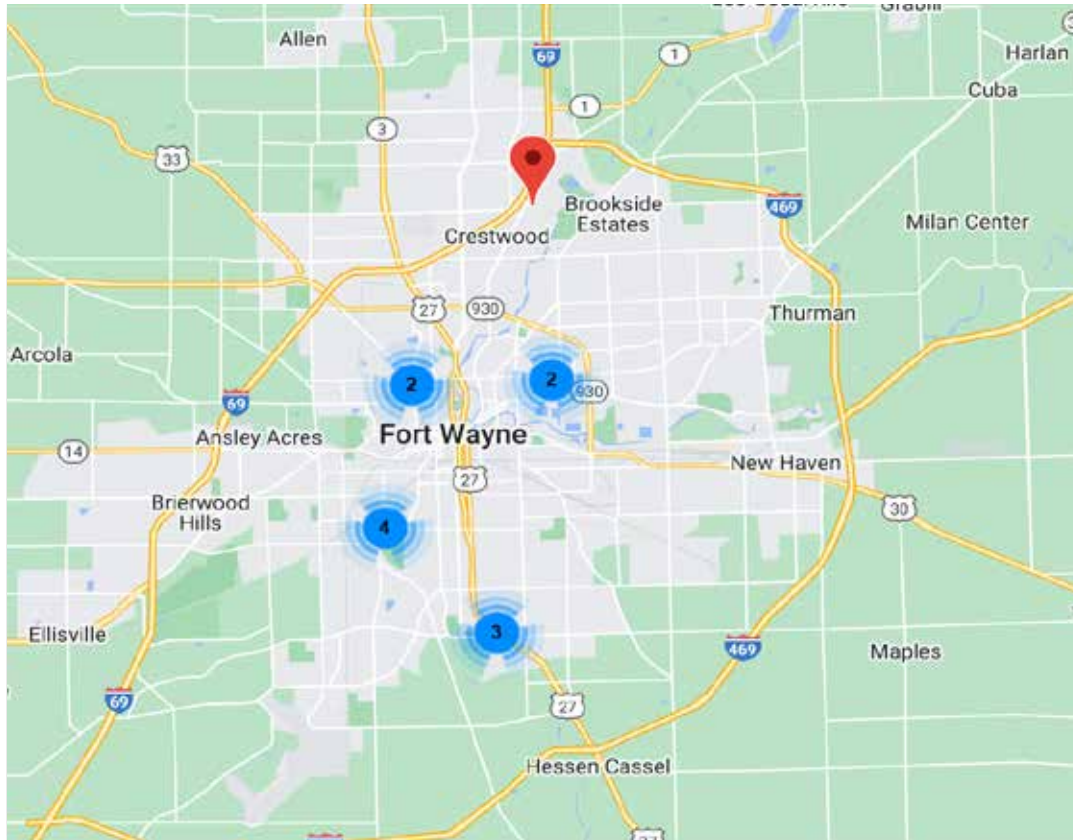 Allen
Grabill
Harlan
69
1
Cuba
3
1
33
Brookside
Estates
469
Milan Center
Crestwood
27
930
Thurman
Arcola
2
2
930
69
Fort Wayne
Ansley Acres
14
27
New Haven
Brierwood
Hills
30
4
Ellisville
3
469
Maples
69
27
Hessen Cassel